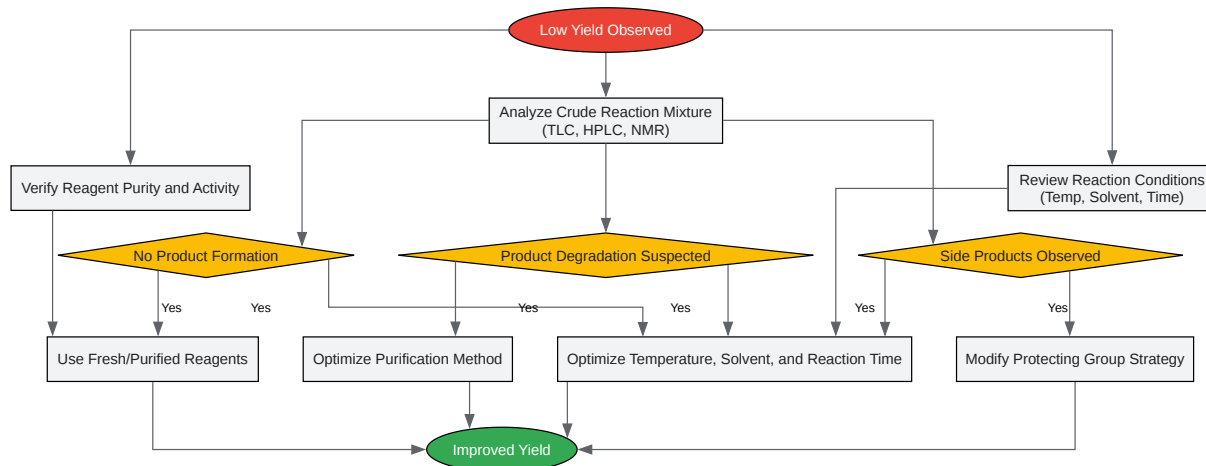 Low Yield Observed
Analyze Crude Reaction Mixture
(TLC, HPLC, NMR)
Verify Reagent Purity and Activity
Review Reaction Conditions
(Temp, Solvent, Time)
No Product Formation
Product Degradation Suspected
Side Products Observed
Yes
Yes
Yes
Yes
Yes
Yes
Use Fresh/Purified Reagents
Optimize Purification Method
Optimize Temperature, Solvent, and Reaction Time
Modify Protecting Group Strategy
Improved Yield